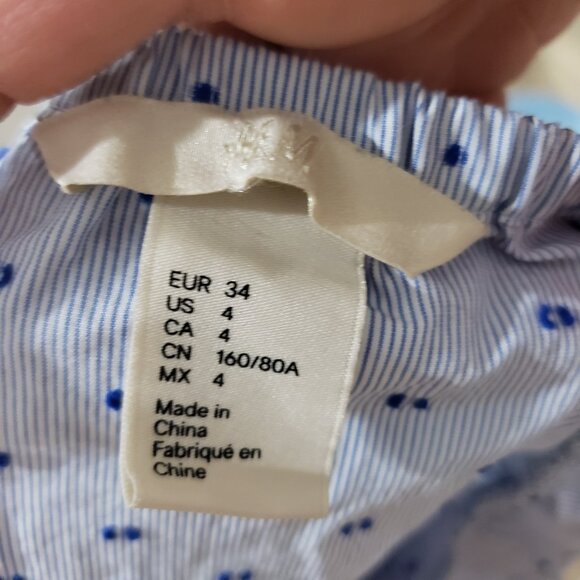 H&M
EUR 34
US 4
CA 4
CN 160/80A
MX 4
Made in
China
Fabriqué en
Chine